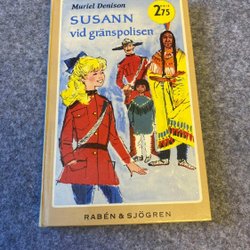 Muriel Denison
SUSANN
vid gränspolisen
2.75
RABÉN & SJÖGREN